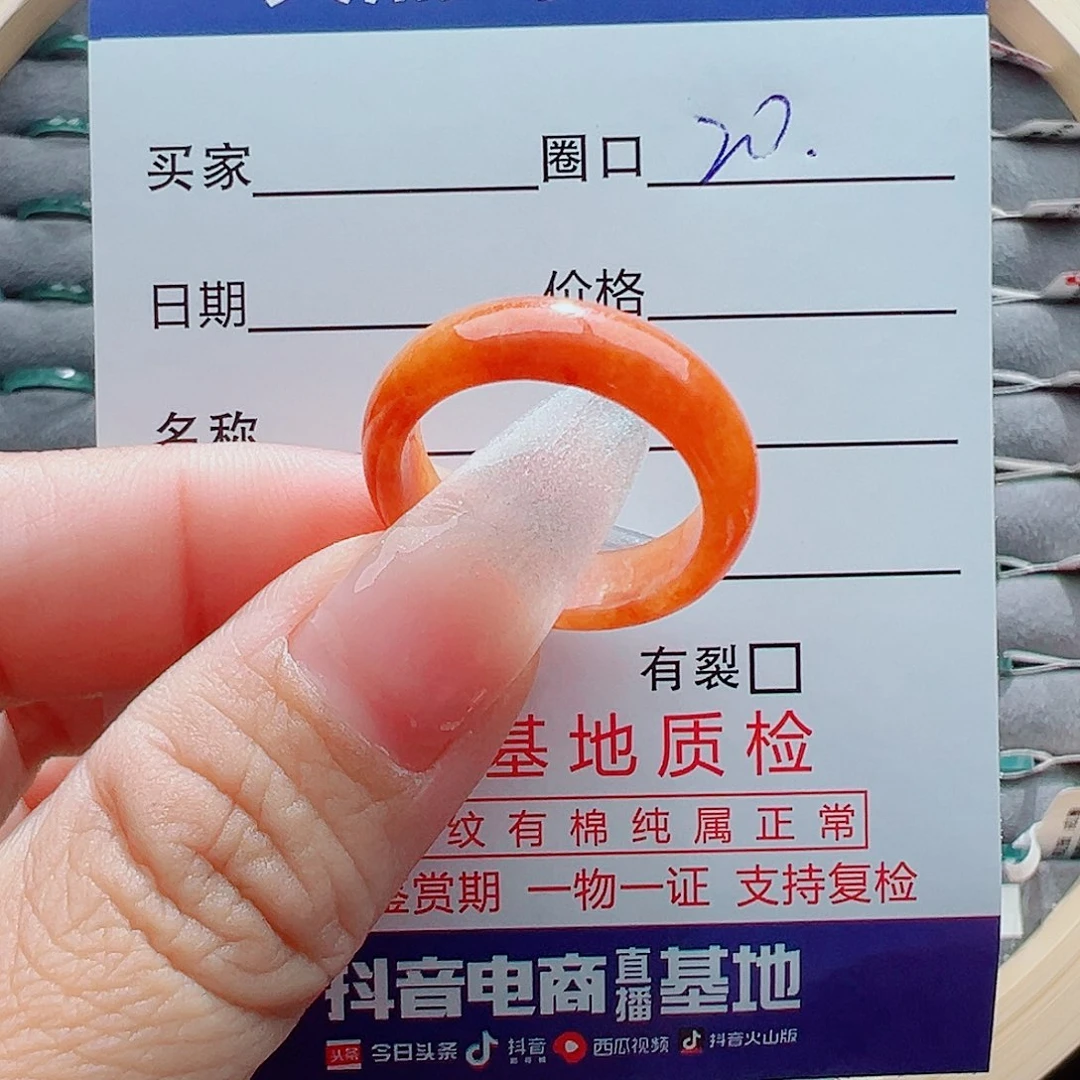 买家 圈口 20.
日期 价格
名称
有裂
基地质检
纹有棉纯属正常
鉴赏期 一物一证 支持复检
抖音电商直播基地
头条 今日头条 抖音 西瓜视频 抖音火山版